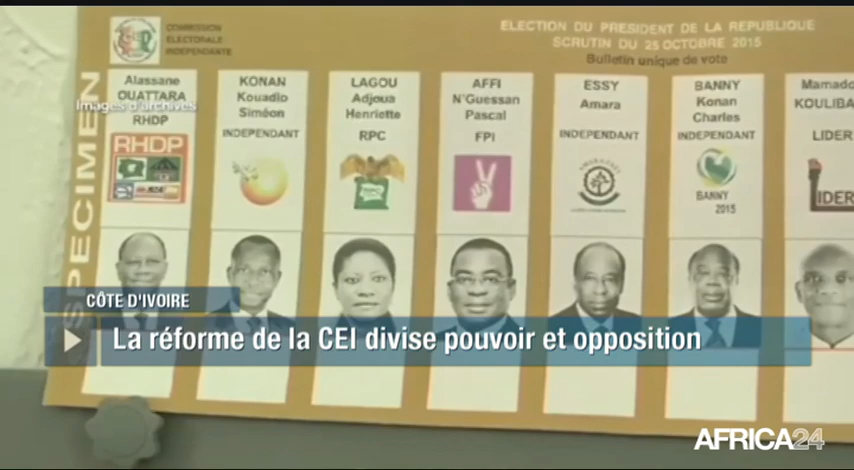 COMMISSION
ELECTORALE
INDEPENDANTE
ELECTION DU PRESIDENT DE LA REPUBLIQUE
SCRUTIN DU 25 OCTOBRE 2015
Bulletin unique de vote
SPECIMEN
Alassane
OUATTARA
RHDP
Images d'archives
RHDP
KONAN
Kouadio
Siméon
INDEPENDANT
LAGOU
Adjoua
Henriette
RPC
AFFI
N'Guessan
Pascal
FPI
ESSY
Amara
INDEPENDANT
BANNY
Konan
Charles
INDEPENDANT
BANNY
2015
Mamado
KOULIBA
LIDER
LIDER
CÔTE D'IVOIRE
La réforme de la CEI divise pouvoir et opposition
AFRICA24